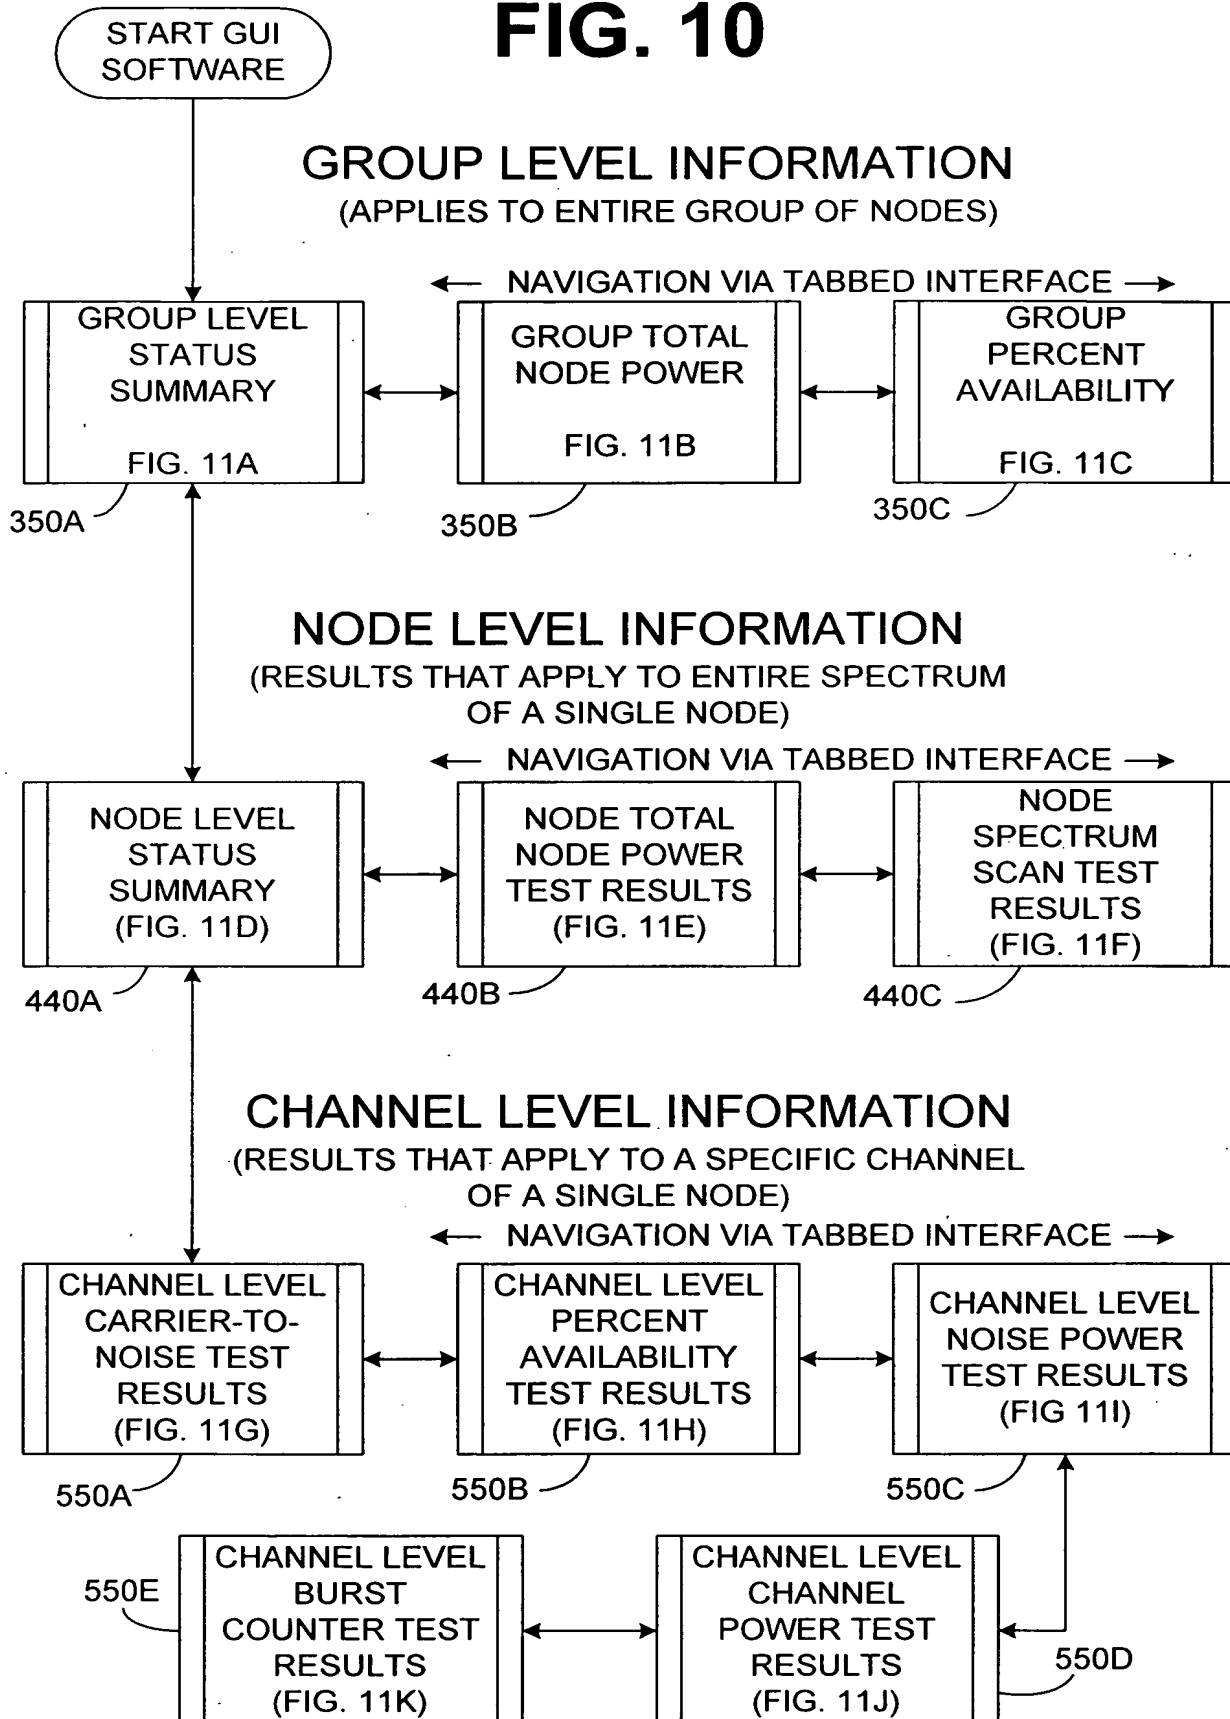 FIG. 10
START GUI
SOFTWARE
GROUP LEVEL INFORMATION
(APPLIES TO ENTIRE GROUP OF NODES)
NAVIGATION VIA TABBED INTERFACE
GROUP LEVEL
STATUS
SUMMARY
FIG. 11A
350A
GROUP TOTAL
NODE POWER
FIG. 11B
350B
GROUP
PERCENT
AVAILABILITY
FIG. 11C
350C
NODE LEVEL INFORMATION
(RESULTS THAT APPLY TO ENTIRE SPECTRUM
OF A SINGLE NODE)
NAVIGATION VIA TABBED INTERFACE
NODE LEVEL
STATUS
SUMMARY
(FIG. 11D)
440A
NODE TOTAL
NODE POWER
TEST RESULTS
(FIG. 11E)
440B
NODE
SPECTRUM
SCAN TEST
RESULTS
(FIG. 11F)
440C
CHANNEL LEVEL INFORMATION
(RESULTS THAT APPLY TO A SPECIFIC CHANNEL
OF A SINGLE NODE)
NAVIGATION VIA TABBED INTERFACE
CHANNEL LEVEL
CARRIER-TO-
NOISE TEST
RESULTS
(FIG. 11G)
550A
CHANNEL LEVEL
PERCENT
AVAILABILITY
TEST RESULTS
(FIG. 11H)
550B
CHANNEL LEVEL
NOISE POWER
TEST RESULTS
(FIG 11I)
550C
550E
CHANNEL LEVEL
BURST
COUNTER TEST
RESULTS
(FIG. 11K)
CHANNEL LEVEL
CHANNEL
POWER TEST
RESULTS
(FIG. 11J)
550D